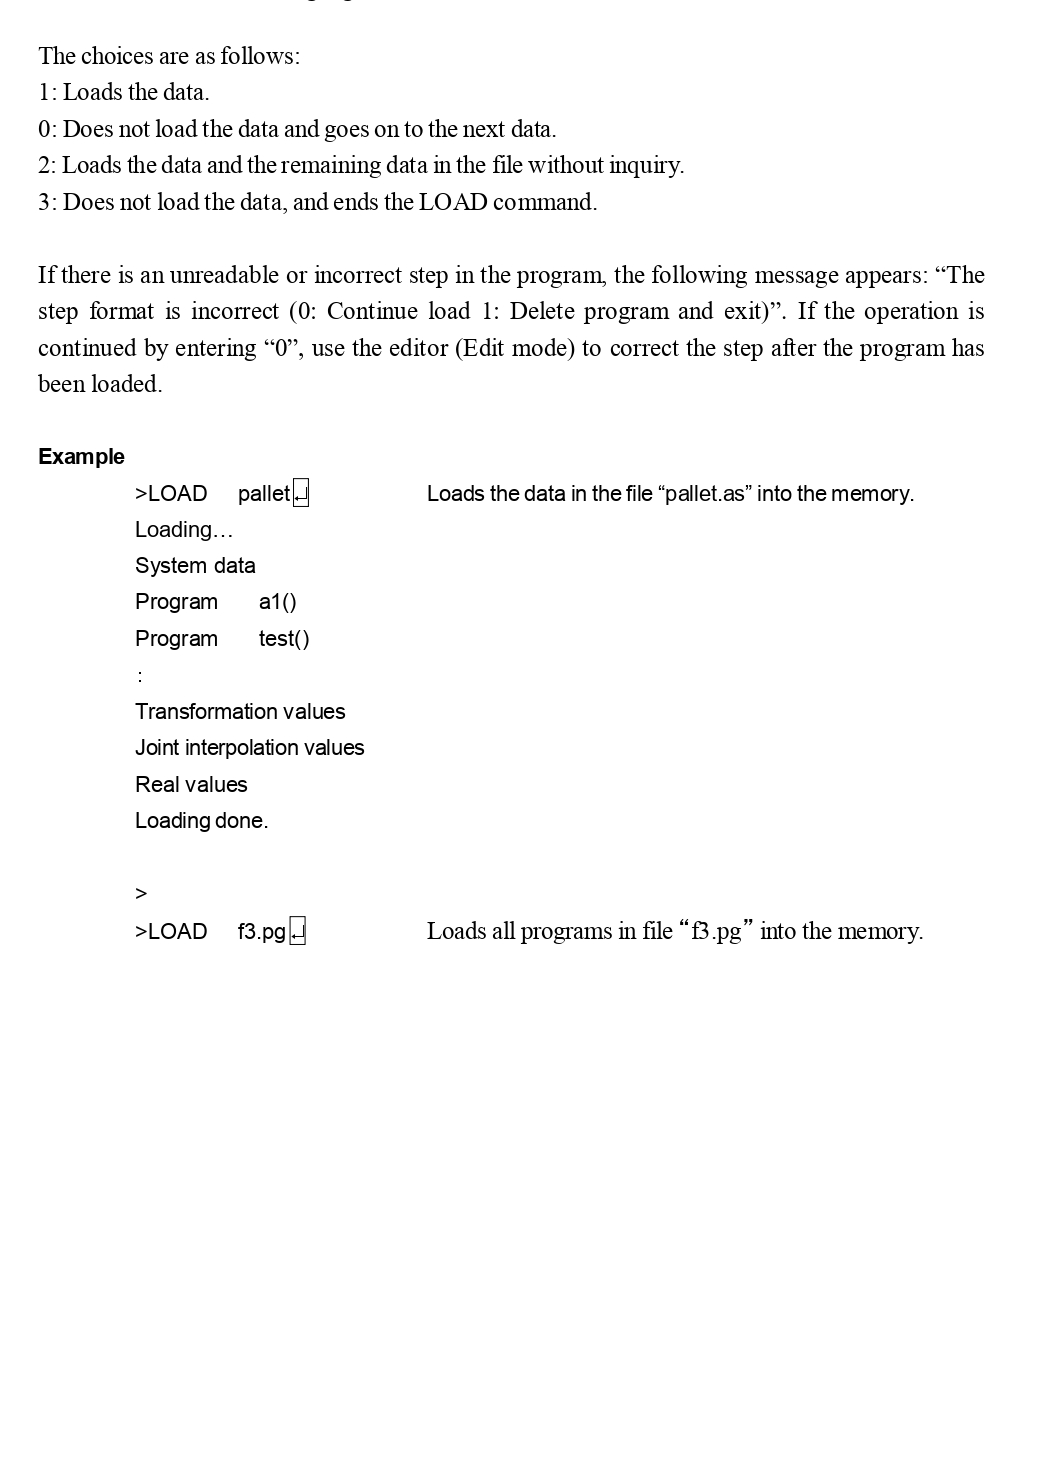 The choices are as follows:
1: Loads the data.
0: Does not load the data and goes on to the next data.
2: Loads the data and the remaining data in the file without inquiry.
3: Does not load the data, and ends the LOAD command.
If there is an unreadable or incorrect step in the program, the following message appears: “The
step format is incorrect (0: Continue load 1: Delete program and exit)”. If the operation is
continued by entering “0”, use the editor (Edit mode) to correct the step after the program has
been loaded.
Example
>LOAD pallet↵ Loads the data in the file “pallet.as” into the memory.
Loading…
System data
Program a1()
Program test()
:
Transformation values
Joint interpolation values
Real values
Loading done.
>
>LOAD f3.pg↵ Loads all programs in file “f3.pg” into the memory.